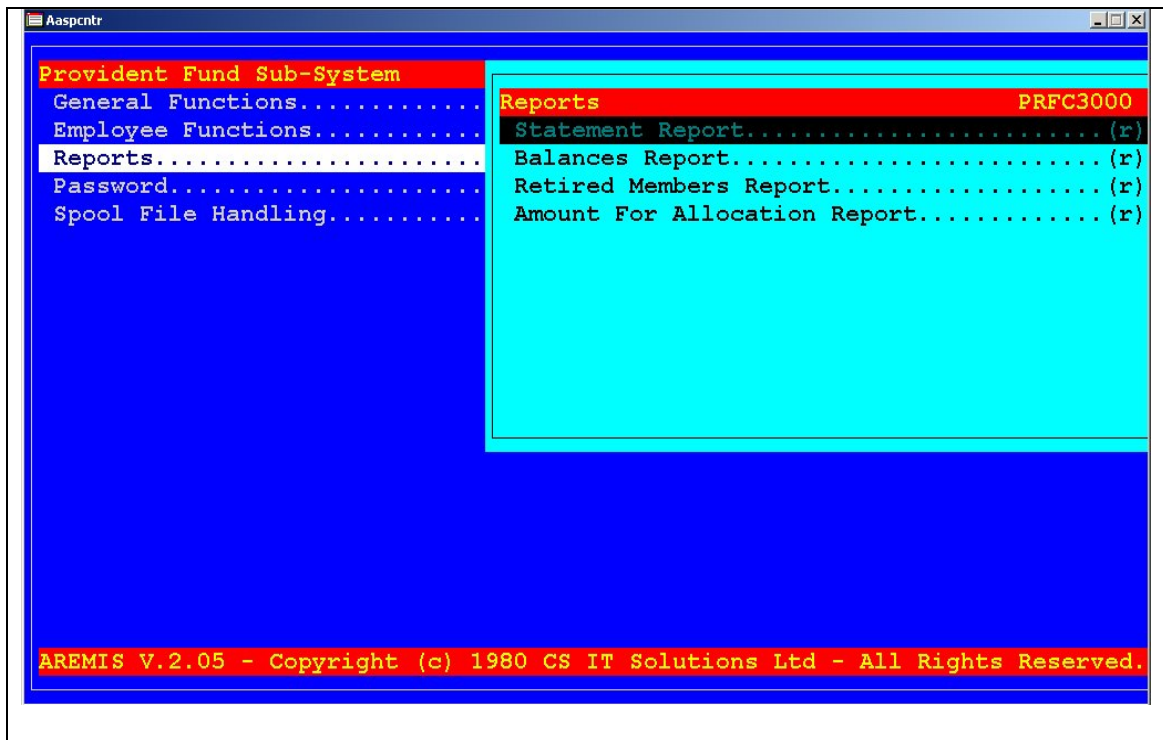 Aaspcntr
Provident Fund Sub-System
General Functions.............
Employee Functions............
Reports.......................
Password......................
Spool File Handling...........
Reports PRFC3000
Statement Report..........................(r)
Balances Report...........................(r)
Retired Members Report....................(r)
Amount For Allocation Report..............(r)
AREMIS V.2.05 - Copyright (c) 1980 CS IT Solutions Ltd - All Rights Reserved.